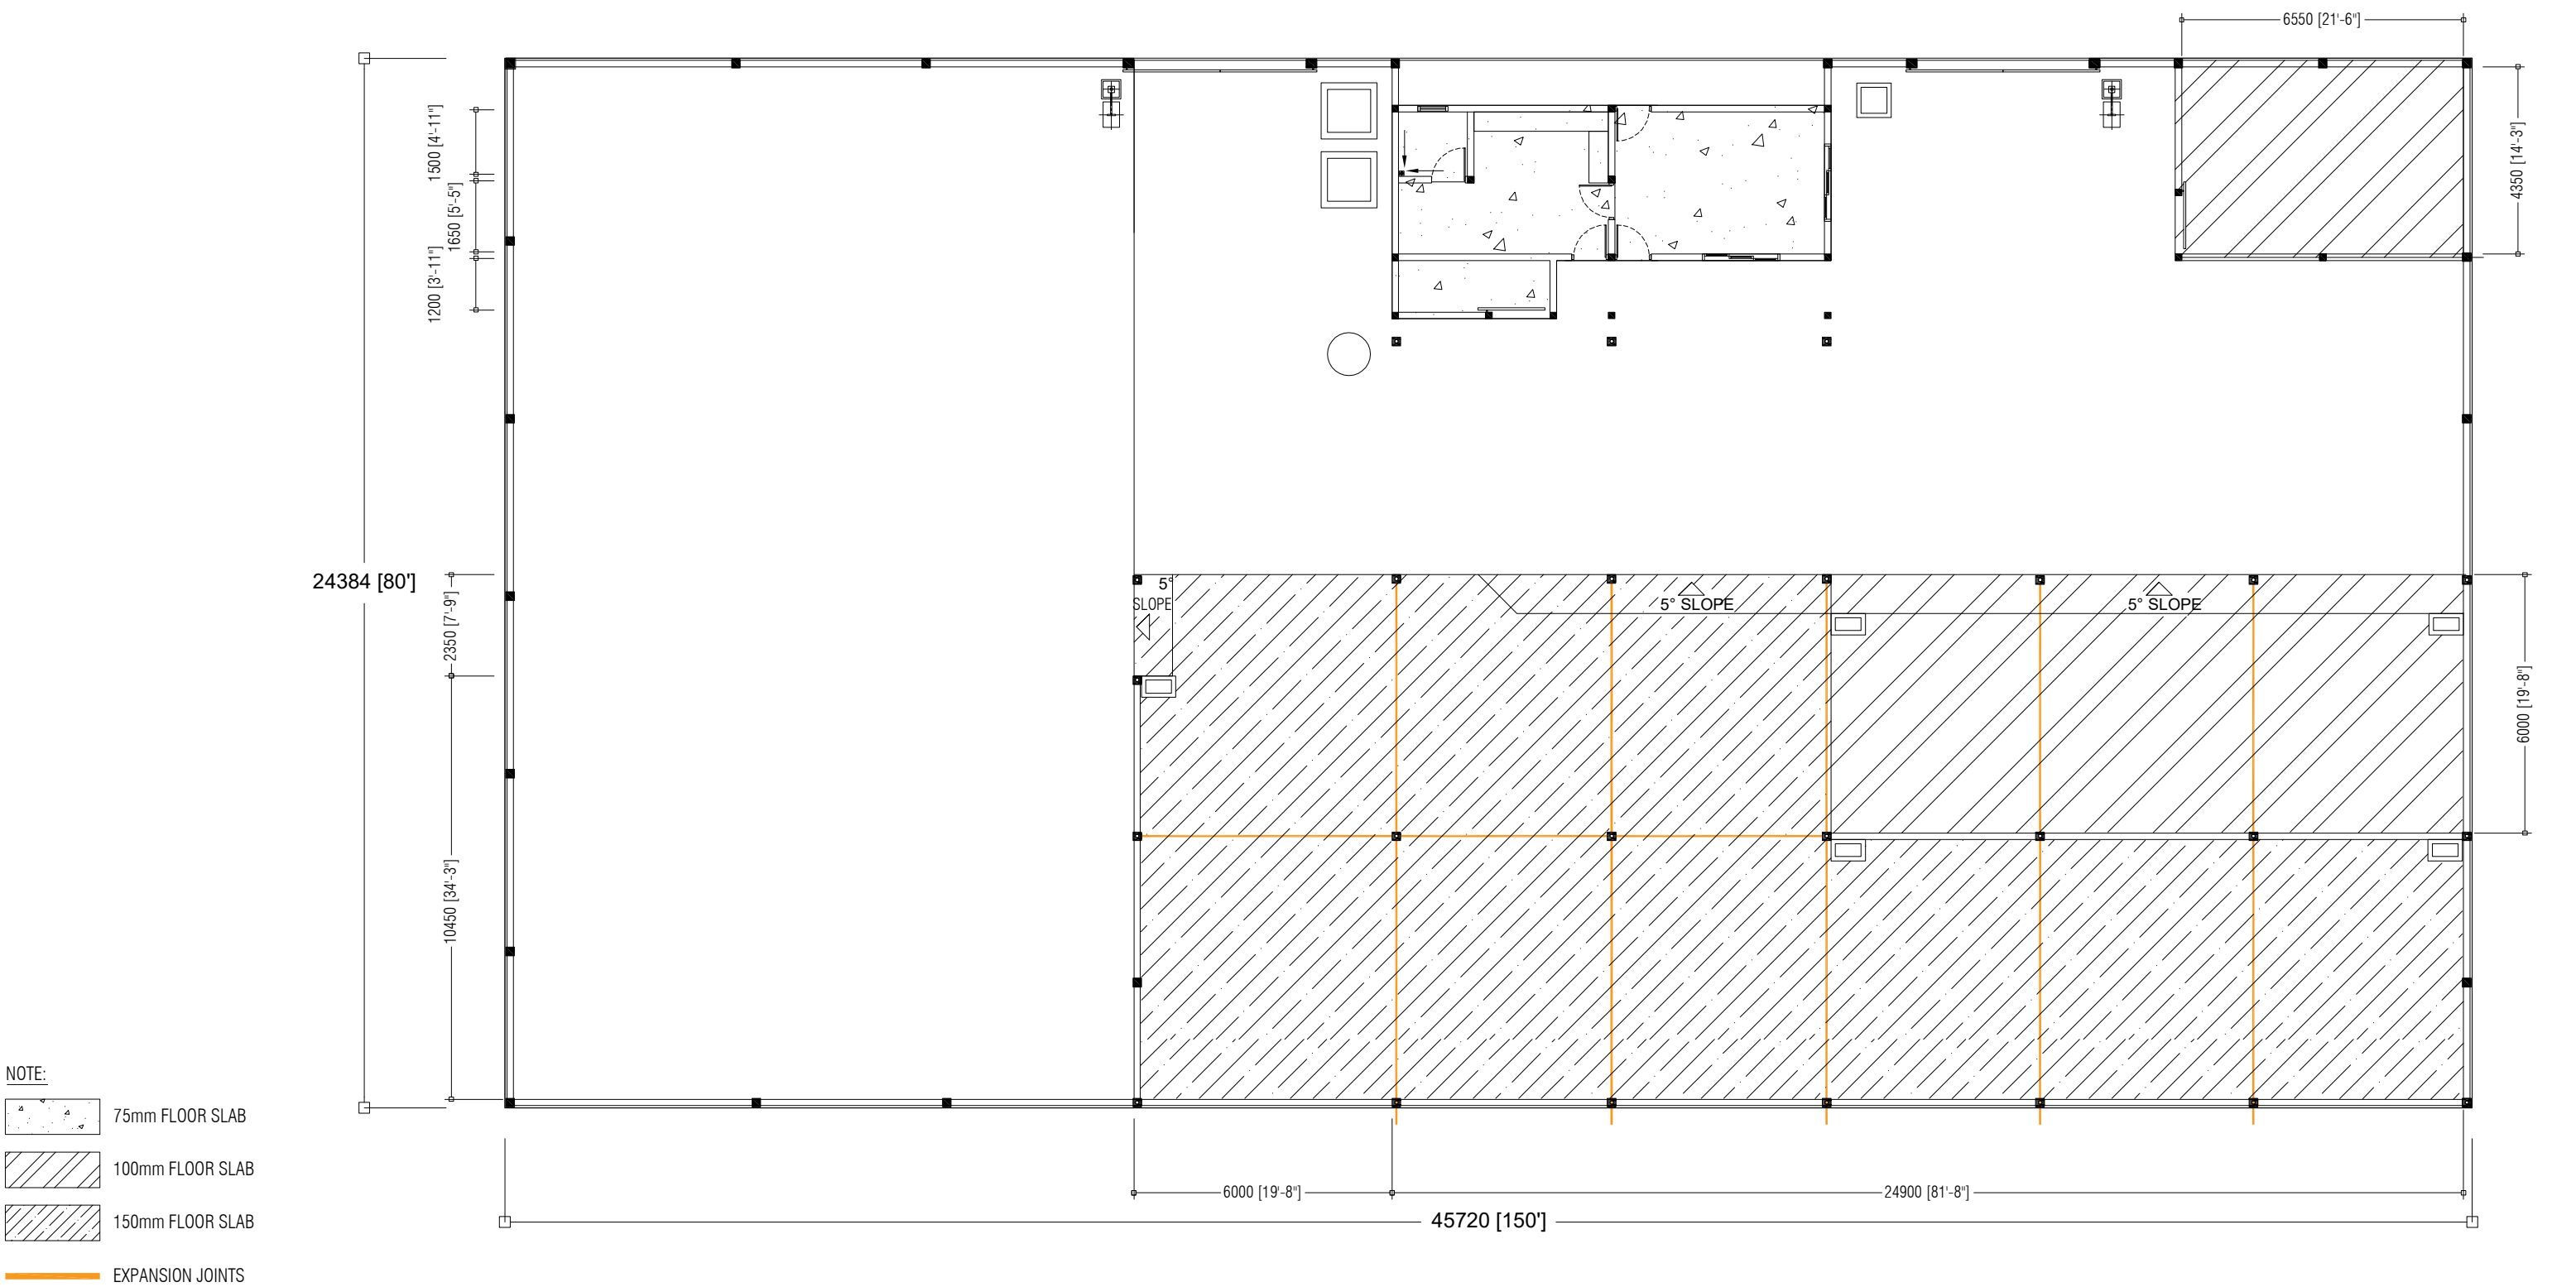 6550 [21'-6"]
1500 [4'-11"]
4350 [14'-3"]
1650 [5'-5"]
1200 [3'-11"]
24384 [80']
5°
SLOPE
5° SLOPE
5° SLOPE
2350 [7'-9"]
6000 [19'-8"]
10450 [34'-3"]
NOTE:
75mm FLOOR SLAB
100mm FLOOR SLAB
150mm FLOOR SLAB
EXPANSION JOINTS
6000 [19'-8"]
24900 [81'-8"]
45720 [150']